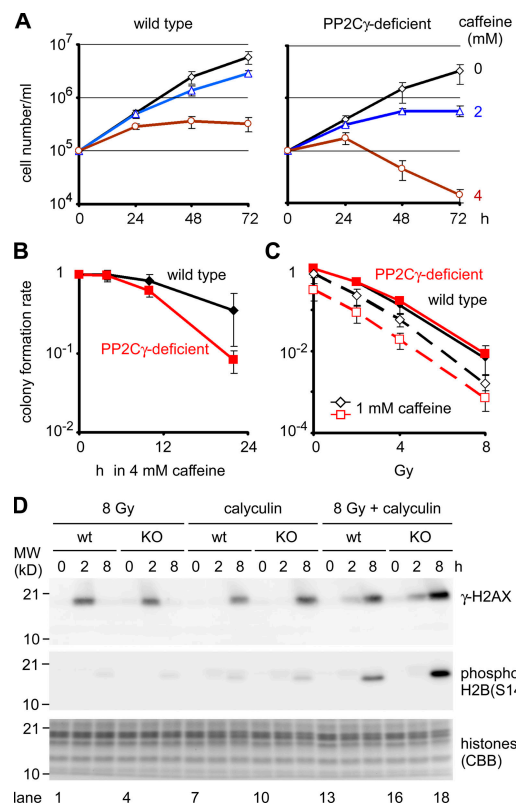 A
wild type
PP2Cγ-deficient
caffeine
(mM)
cell number/ml
10^7
10^6
10^5
10^4
0
2
4
0 24 48 72
0 24 48 72 h
B
C
colony formation rate
1
10^-1
10^-2
wild type
PP2Cγ-deficient
0 12 24
h in 4 mM caffeine
1
10^-2
10^-4
PP2Cγ-deficient
wild type
1 mM caffeine
0 4 8
Gy
D
8 Gy calyculin 8 Gy + calyculin
wt KO wt KO wt KO
MW
(kD)
0 2 8 0 2 8 0 2 8 0 2 8 0 2 8 0 2 8 h
21
10
γ-H2AX
21
10
phospho
H2B(S14
21
10
histones
(CBB)
lane 1 4 7 10 13 16 18